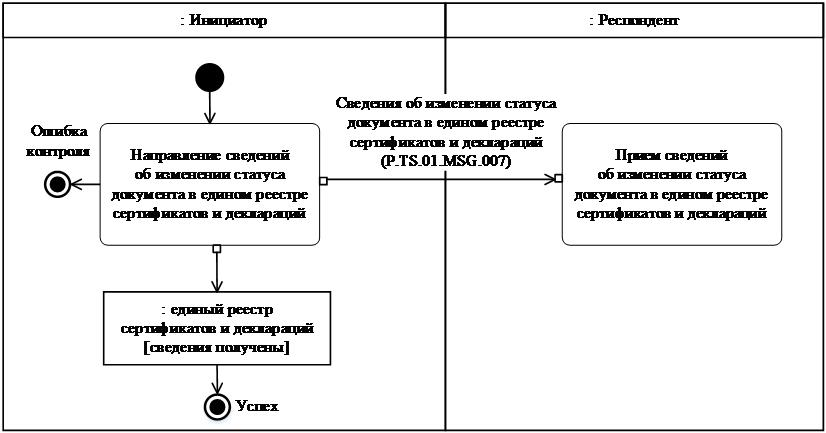 : Инициатор
: Респондент
Ошибка
контроля
Направление сведений
об изменении статуса
документа в едином реестре
сертификатов и деклараций
Сведения об изменении статуса
документа в едином реестре
сертификатов и деклараций
(P.TS.01.MSG.007)
Прием сведений
об изменении статуса
документа в едином реестре
сертификатов и деклараций
: единый реестр
сертификатов и деклараций
[сведения получены]
Успех